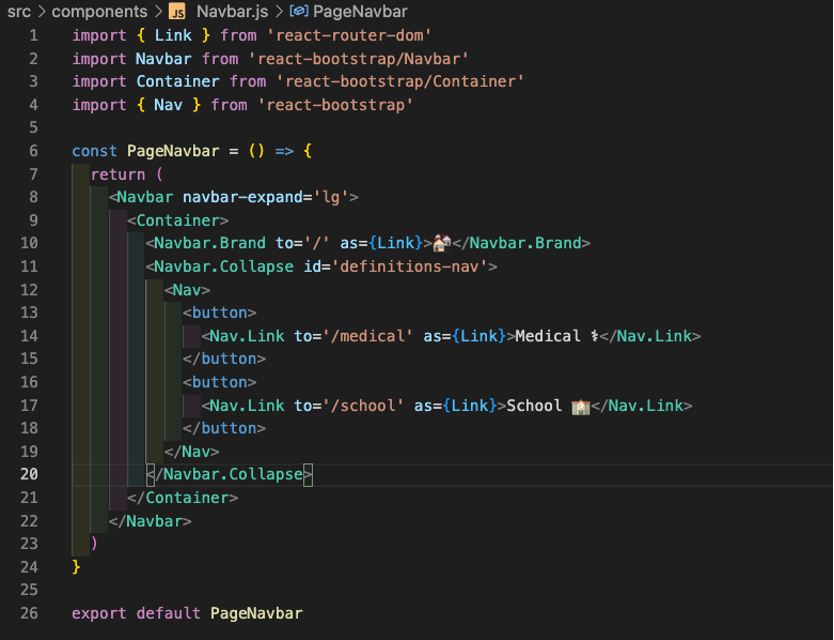 src > components > JS Navbar.js > PageNavbar
1 import { Link } from 'react-router-dom'
2 import Navbar from 'react-bootstrap/Navbar'
3 import Container from 'react-bootstrap/Container'
4 import { Nav } from 'react-bootstrap'
5
6 const PageNavbar = () => {
7   return (
8     <Navbar navbar-expand='lg'>
9       <Container>
10         <Navbar.Brand to='/' as={Link}>🏘</Navbar.Brand>
11         <Navbar.Collapse id='definitions-nav'>
12           <Nav>
13             <button>
14               <Nav.Link to='/medical' as={Link}>Medical ⚕</Nav.Link>
15             </button>
16             <button>
17               <Nav.Link to='/school' as={Link}>School 🏫</Nav.Link>
18             </button>
19           </Nav>
20         </Navbar.Collapse>
21       </Container>
22     </Navbar>
23   )
24 }
25
26 export default PageNavbar